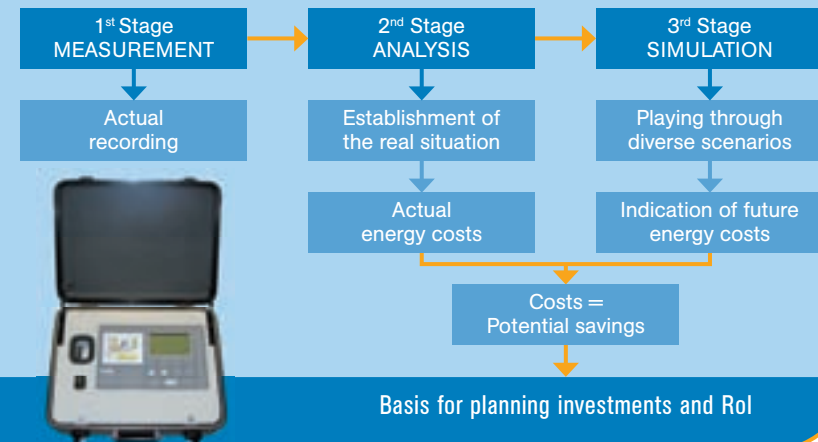 1st Stage
MEASUREMENT
2nd Stage
ANALYSIS
3rd Stage
SIMULATION
Actual
recording
Establishment of
the real situation
Playing through
diverse scenarios
Actual
energy costs
Indication of future
energy costs
Costs =
Potential savings
Basis for planning investments and RoI